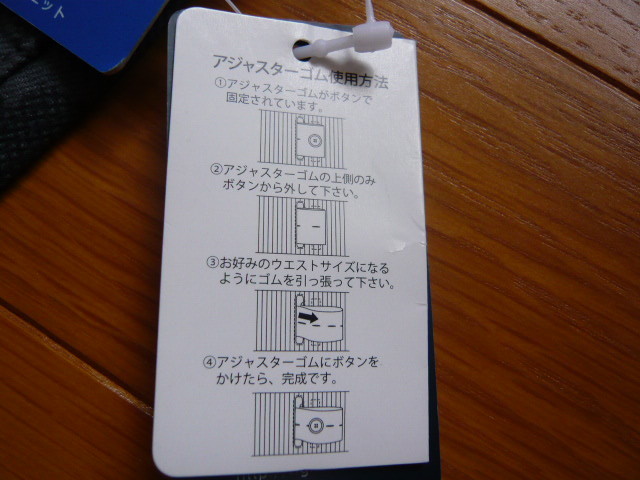 ット
アジャスターゴム使用方法
①アジャスターゴムがボタンで
固定されています。
②アジャスターゴムの上側のみ
ボタンから外して下さい。
③お好みのウエストサイズになる
ようにゴムを引っ張って下さい。
④アジャスターゴムにボタンを
かけたら、完成です。